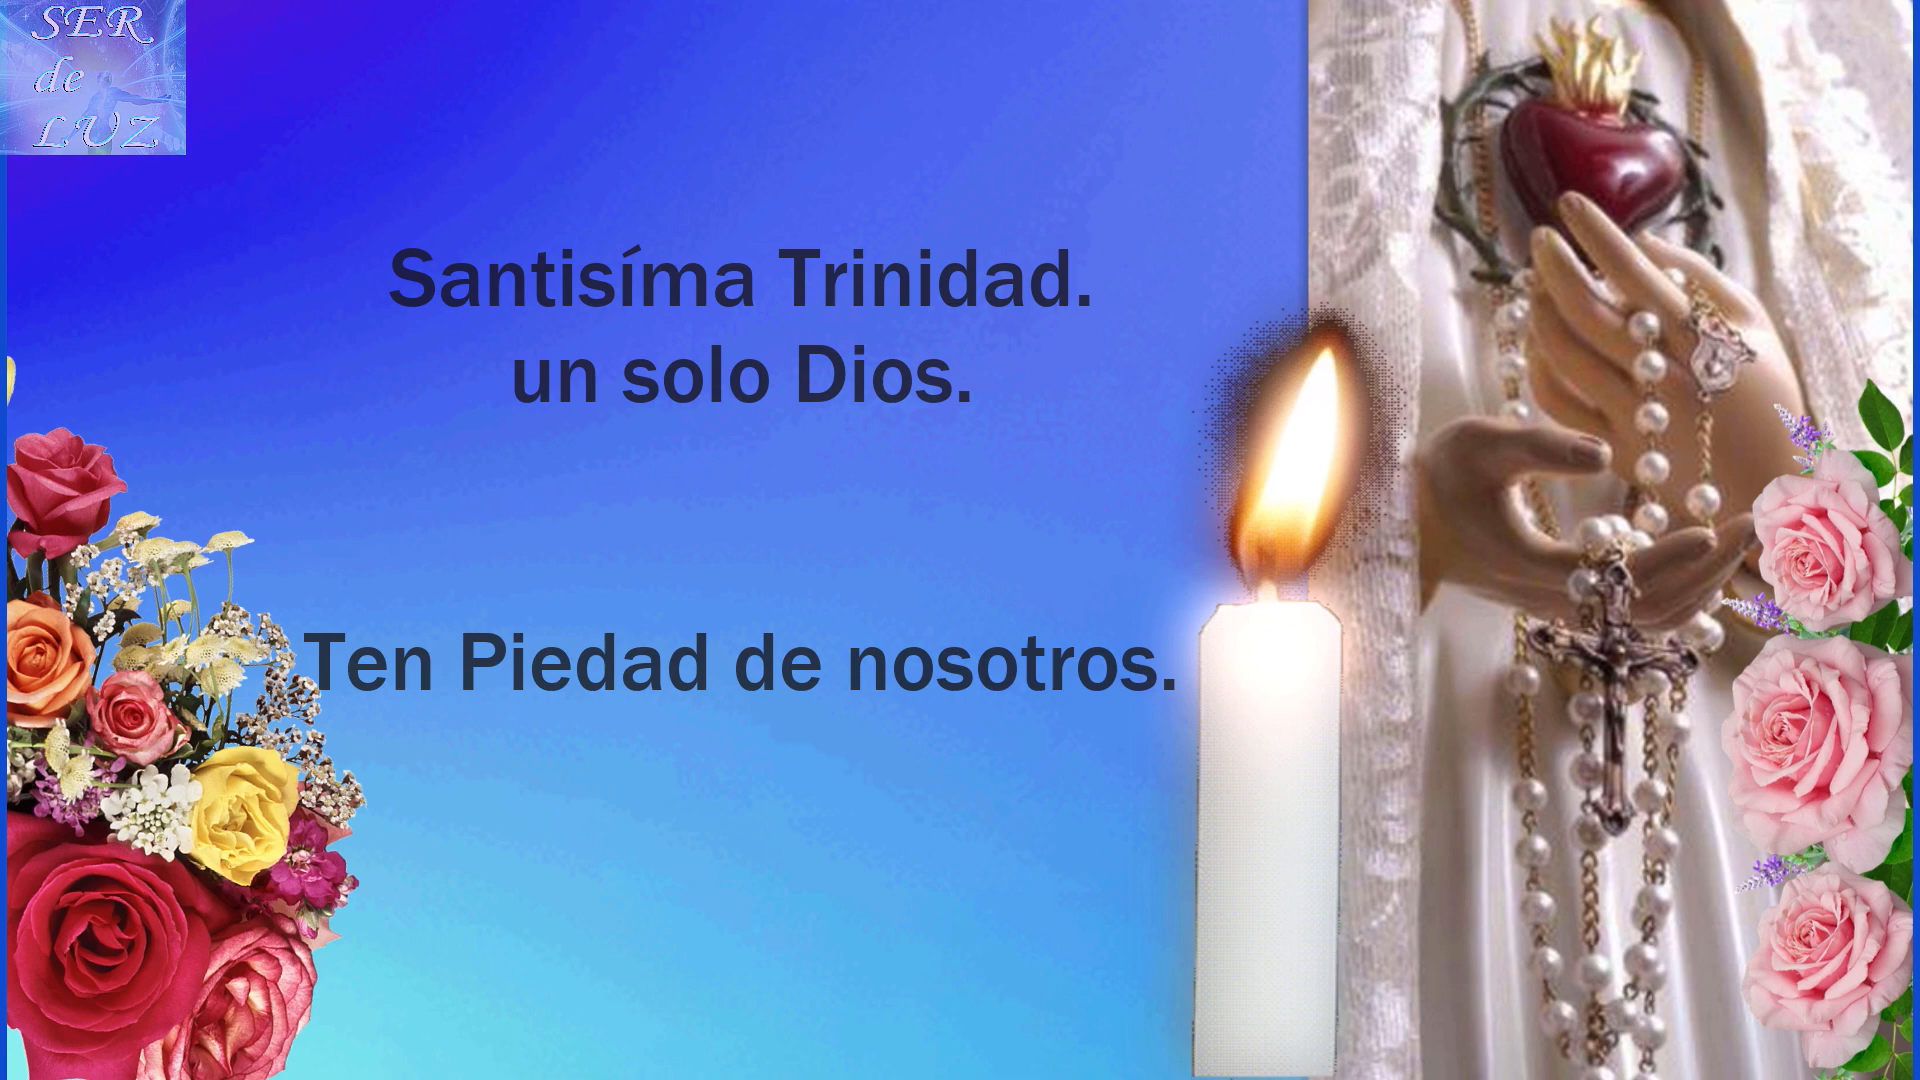 SER
de
LUZ
Santisíma Trinidad.
un solo Dios.
Ten Piedad de nosotros.